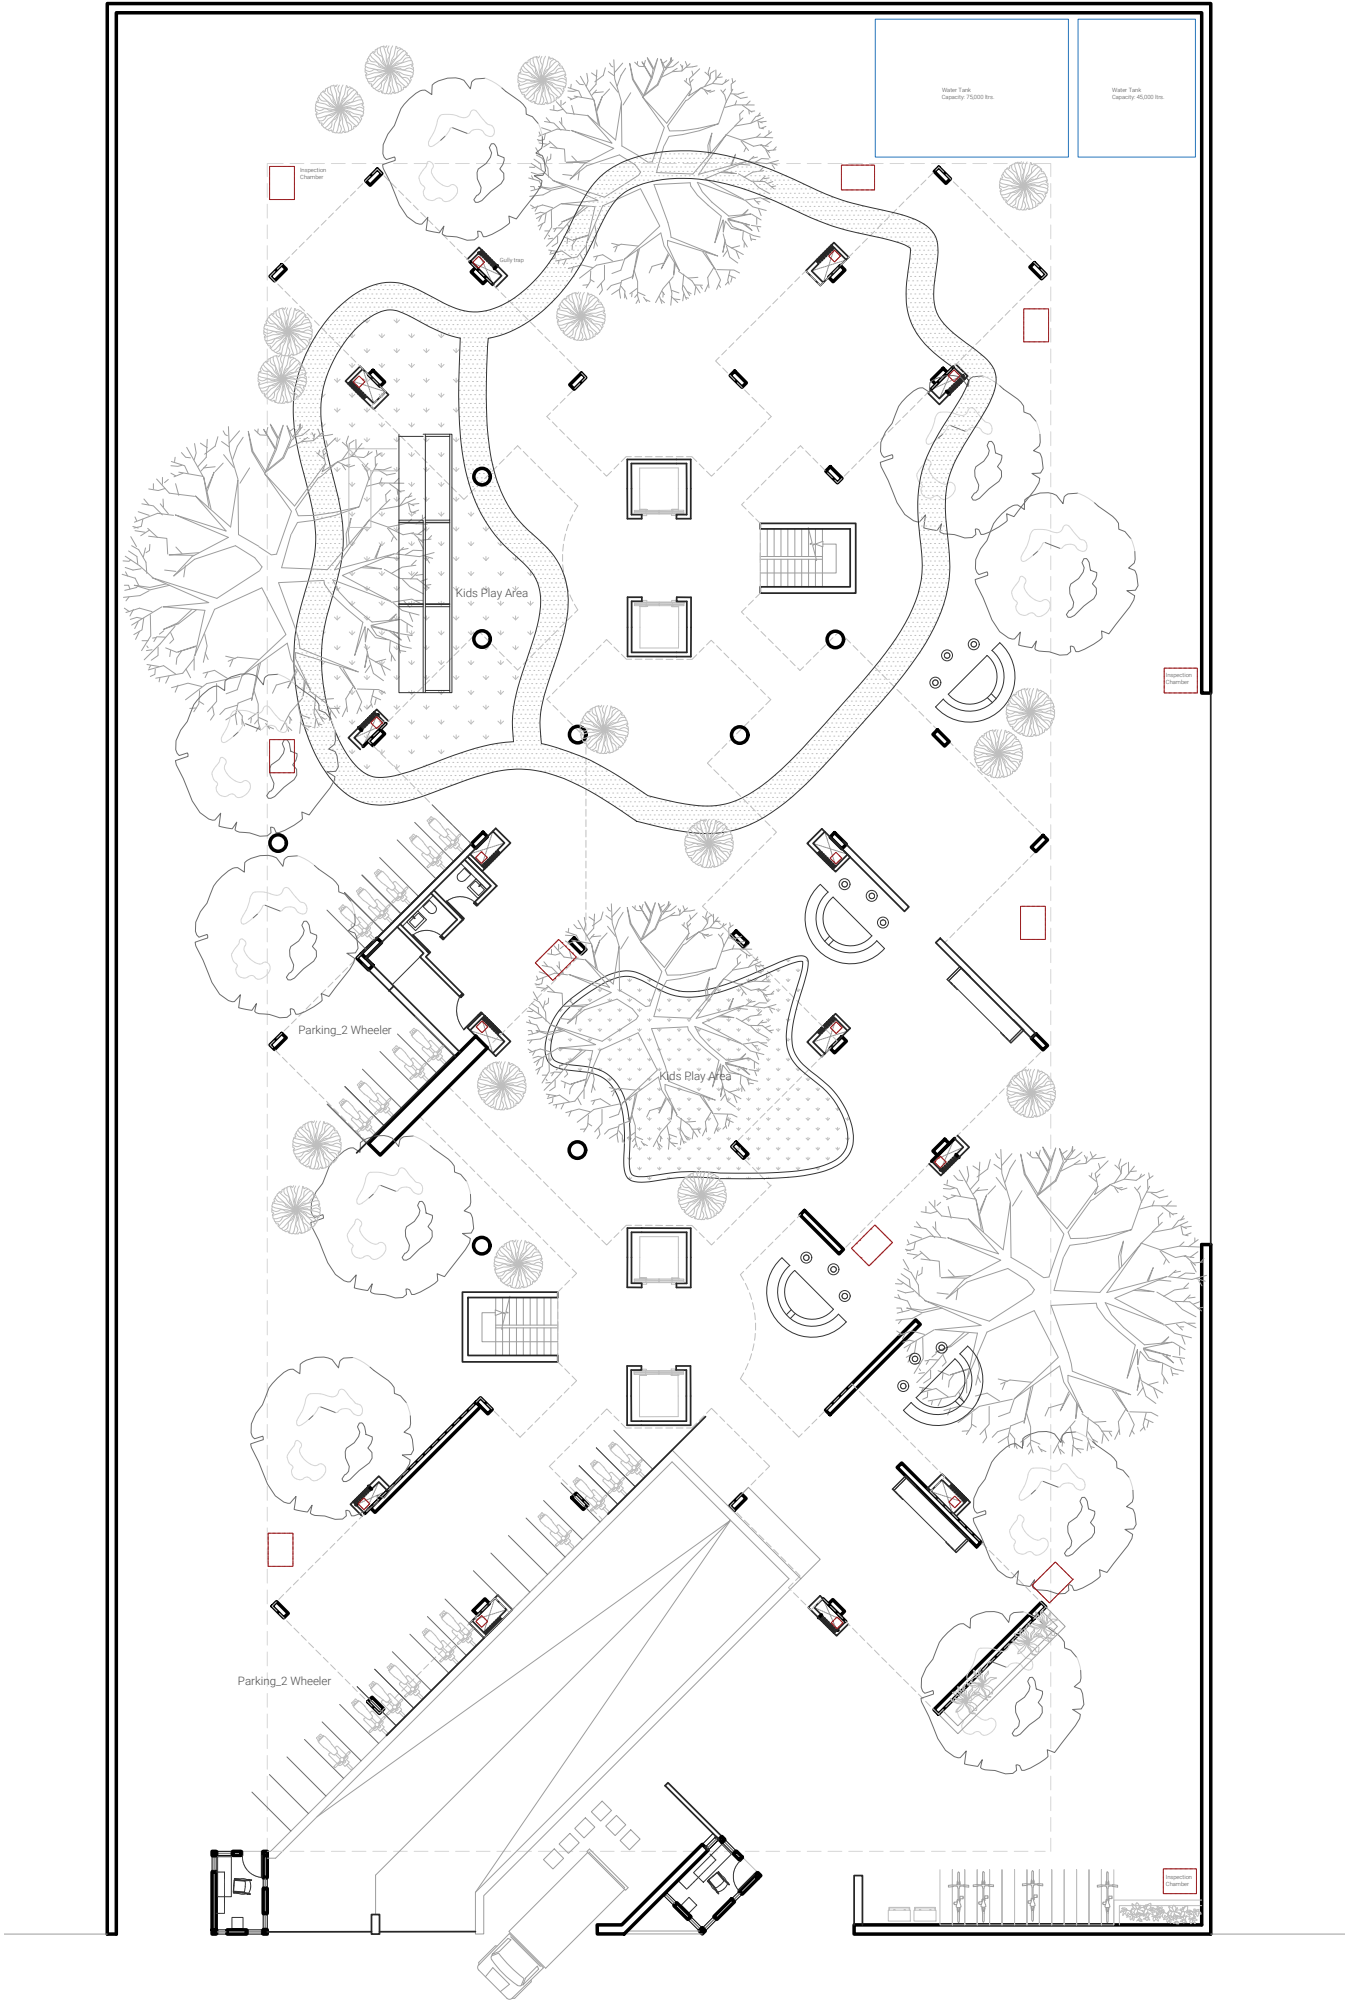 Water Tank
Capacity: 75,000 ltrs.
Water Tank
Capacity: 45,000 ltrs.
Inspection
Chamber
Gully trap
Kids Play Area
Inspection
Chamber
Parking_2 Wheeler
Kids Play Area
Parking_2 Wheeler
Inspection
Chamber